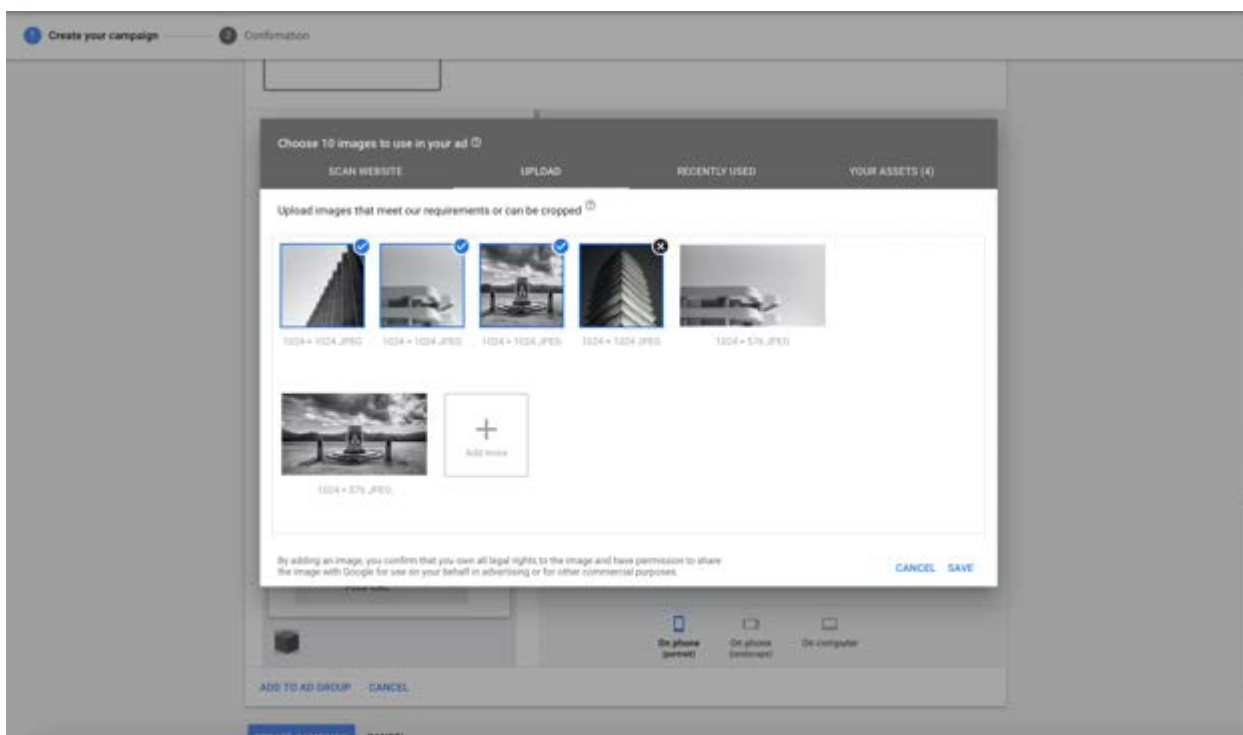 Create your campaign
2 Confirmation
Choose 10 images to use in your ad
SCAN WEBSITE UPLOAD RECENTLY USED YOUR ASSETS (4)
Upload images that meet our requirements or can be cropped
1024 × 1024 JPEG 1024 × 1024 JPEG 1024 × 1024 JPEG 1024 × 1024 JPEG 1024 × 576 JPEG
Add more
1024 × 576 JPEG
By adding an image, you confirm that you own all legal rights to the image and have permission to share
the image with Google for use on your behalf in advertising or for other commercial purposes.
CANCEL SAVE
On phone (portrait)
On phone (landscape)
On computer
ADD TO AD GROUP CANCEL